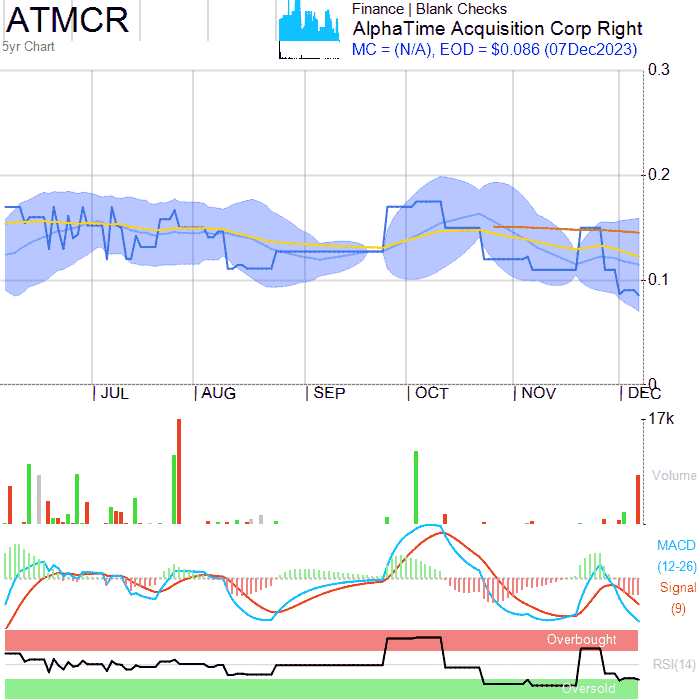 ATMCR
5yr Chart
Finance | Blank Checks
AlphaTime Acquisition Corp Right
MC = (N/A), EOD = $0.086 (07Dec2023)
0.3
0.2
0.1
0
JUL AUG SEP OCT NOV DEC
17k
Volume
MACD
(12-26)
Signal
(9)
Overbought
RSI(14)
Oversold